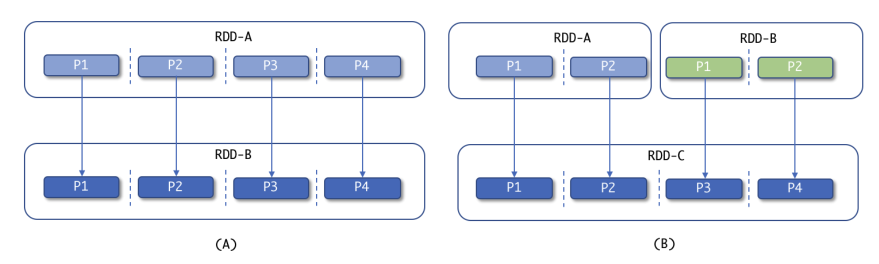 RDD-A
P1 P2 P3 P4
RDD-B
P1 P2 P3 P4
(A)
RDD-A
P1 P2
RDD-B
P1 P2
RDD-C
P1 P2 P3 P4
(B)